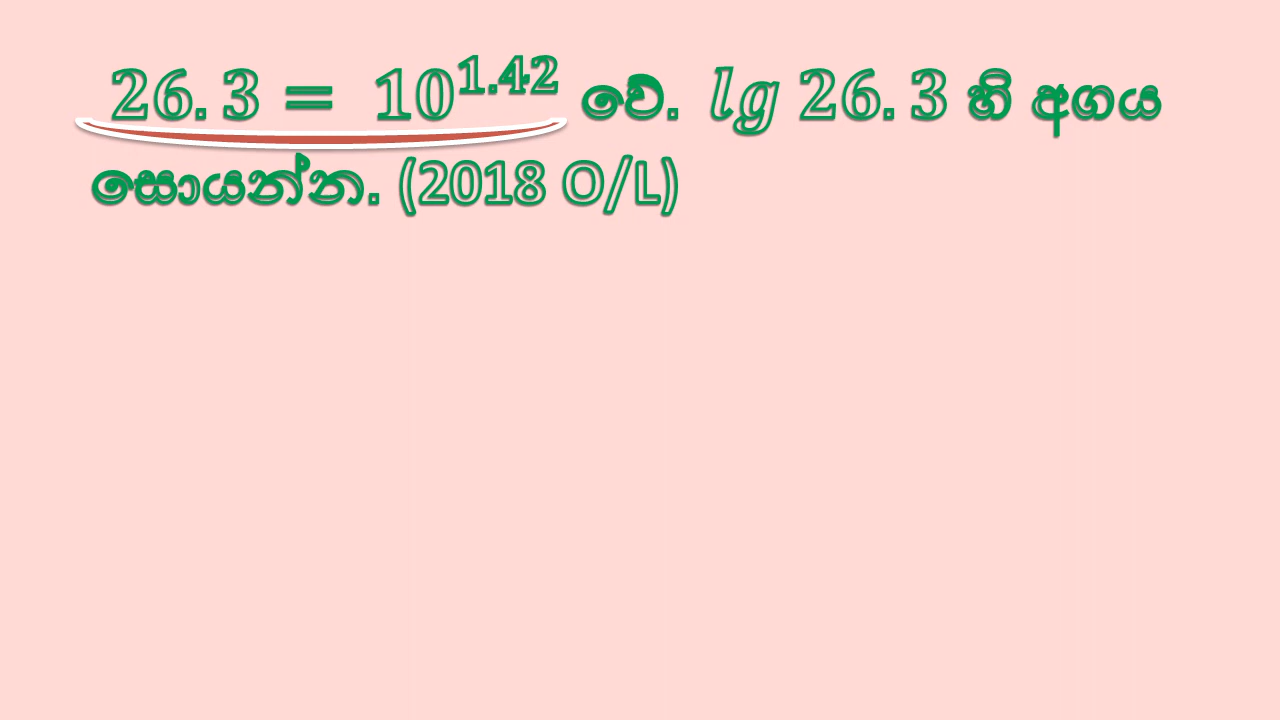 26.3 = 10^1.42 වේ. lg 26.3 හි අගය
සොයන්න. (2018 O/L)